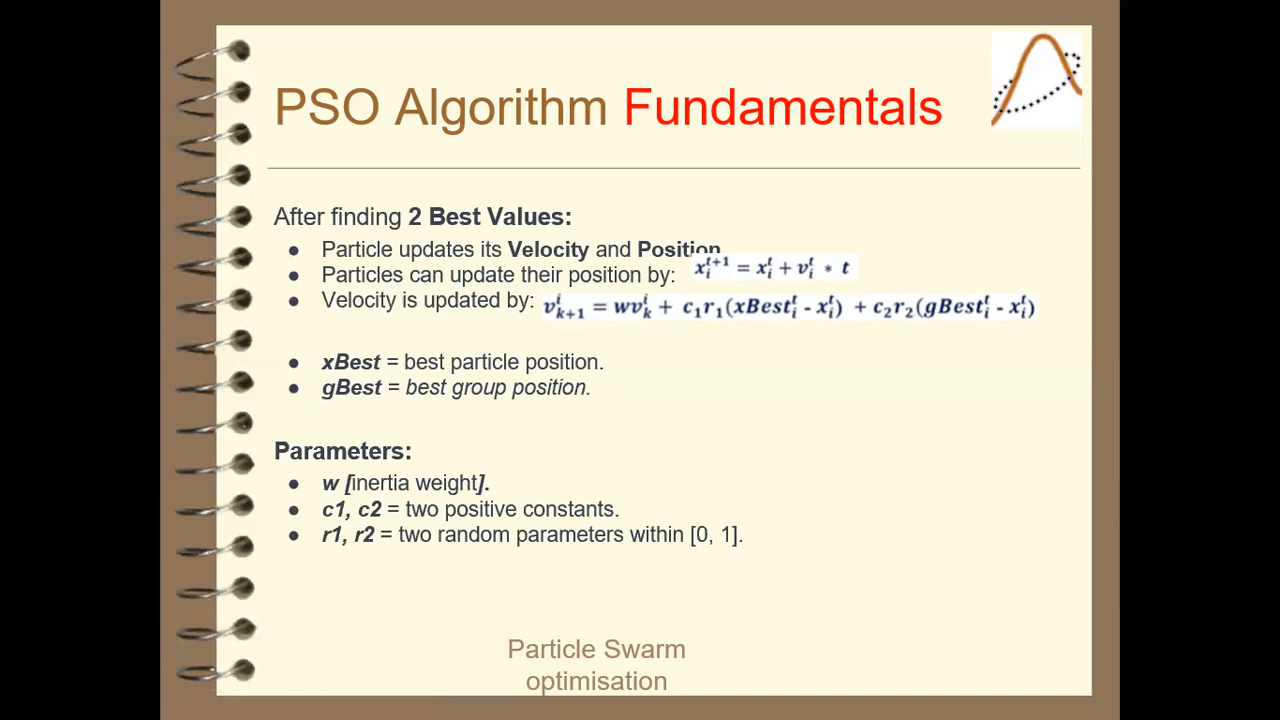 PSO Algorithm Fundamentals
After finding 2 Best Values:
● Particle updates its Velocity and Position
● Particles can update their position by: x_i^{t+1} = x_i^t + v_i^t * t
● Velocity is updated by: v_{k+1}^i = wv_k^i + c_1r_1(xBest_i^t - x_i^t) + c_2r_2(gBest_i^t - x_i^t)
● xBest = best particle position.
● gBest = best group position.
Parameters:
● w [inertia weight].
● c1, c2 = two positive constants.
● r1, r2 = two random parameters within [0, 1].
Particle Swarm
optimisation